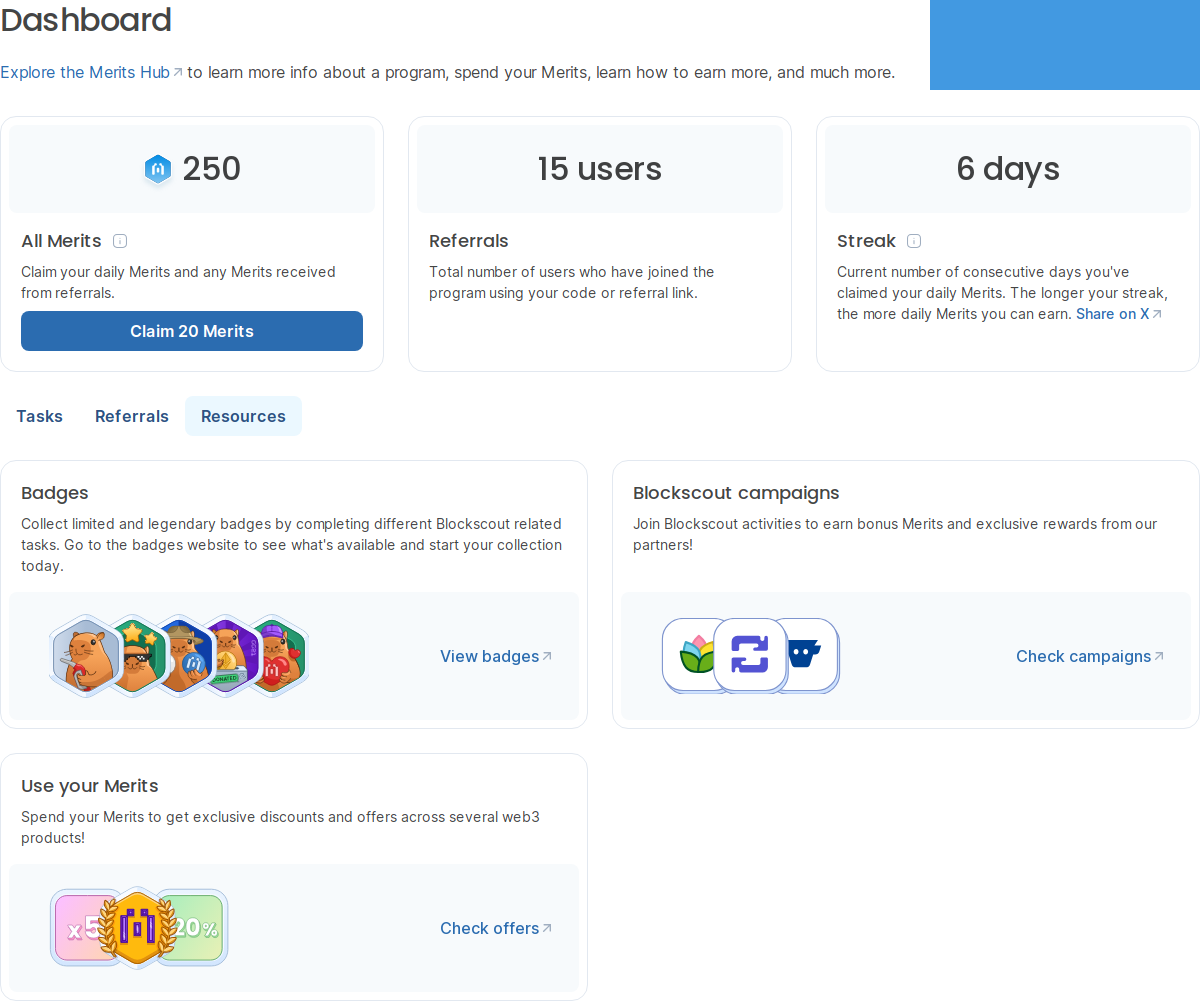 Dashboard
Explore the Merits Hub to learn more info about a program, spend your Merits, learn how to earn more, and much more.
250
All Merits
Claim your daily Merits and any Merits received
from referrals.
Claim 20 Merits
15 users
Referrals
Total number of users who have joined the
program using your code or referral link.
6 days
Streak
Current number of consecutive days you've
claimed your daily Merits. The longer your streak,
the more daily Merits you can earn. Share on X
Tasks
Referrals
Resources
Badges
Collect limited and legendary badges by completing different Blockscout related
tasks. Go to the badges website to see what's available and start your collection
today.
DONATED
View badges
Blockscout campaigns
Join Blockscout activities to earn bonus Merits and exclusive rewards from our
partners!
Check campaigns
Use your Merits
Spend your Merits to get exclusive discounts and offers across several web3
products!
x5
20%
Check offers